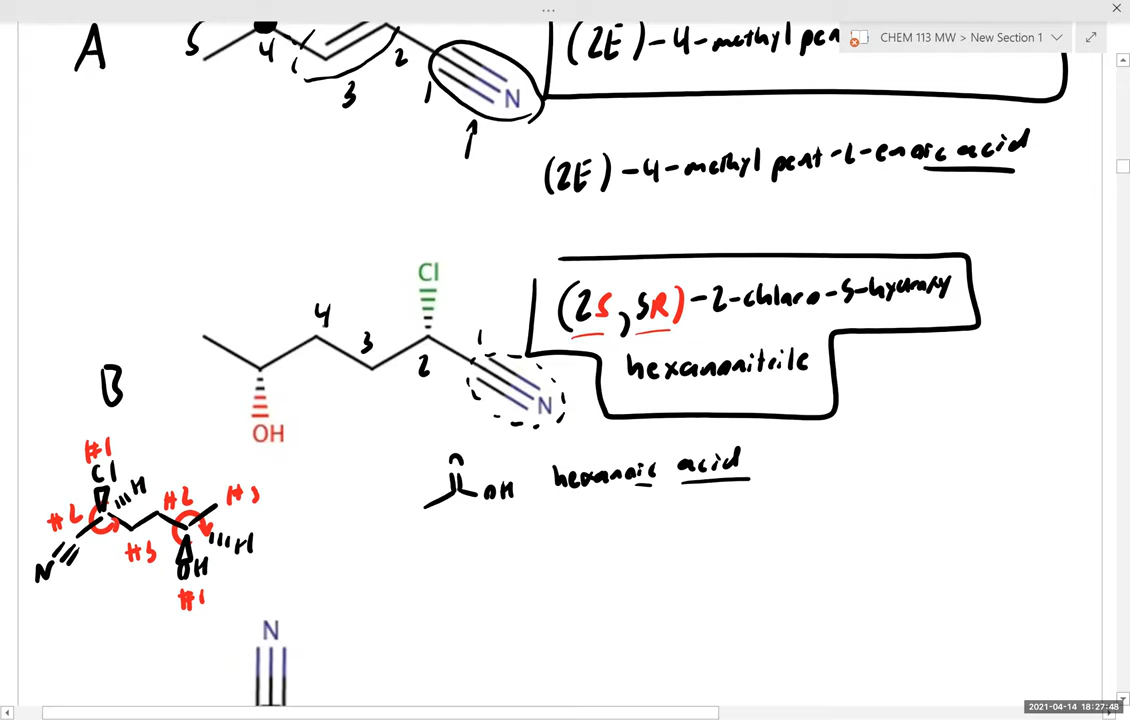 CHEM 113 MW > New Section 1
A
5
4
2
3
1
N
(2E)-4-methyl pen
(2E)-4-methyl pent-2-enoic acid
Cl
4
3
2
1
N
OH
B
(2S, 5R)-2-chloro-5-hydroxy
hexanonitrile
OH hexanoic acid
#1
Cl
H
#2
#2
#3
#3
H
N
OH
#1
N
2021-04-14 18:27:48